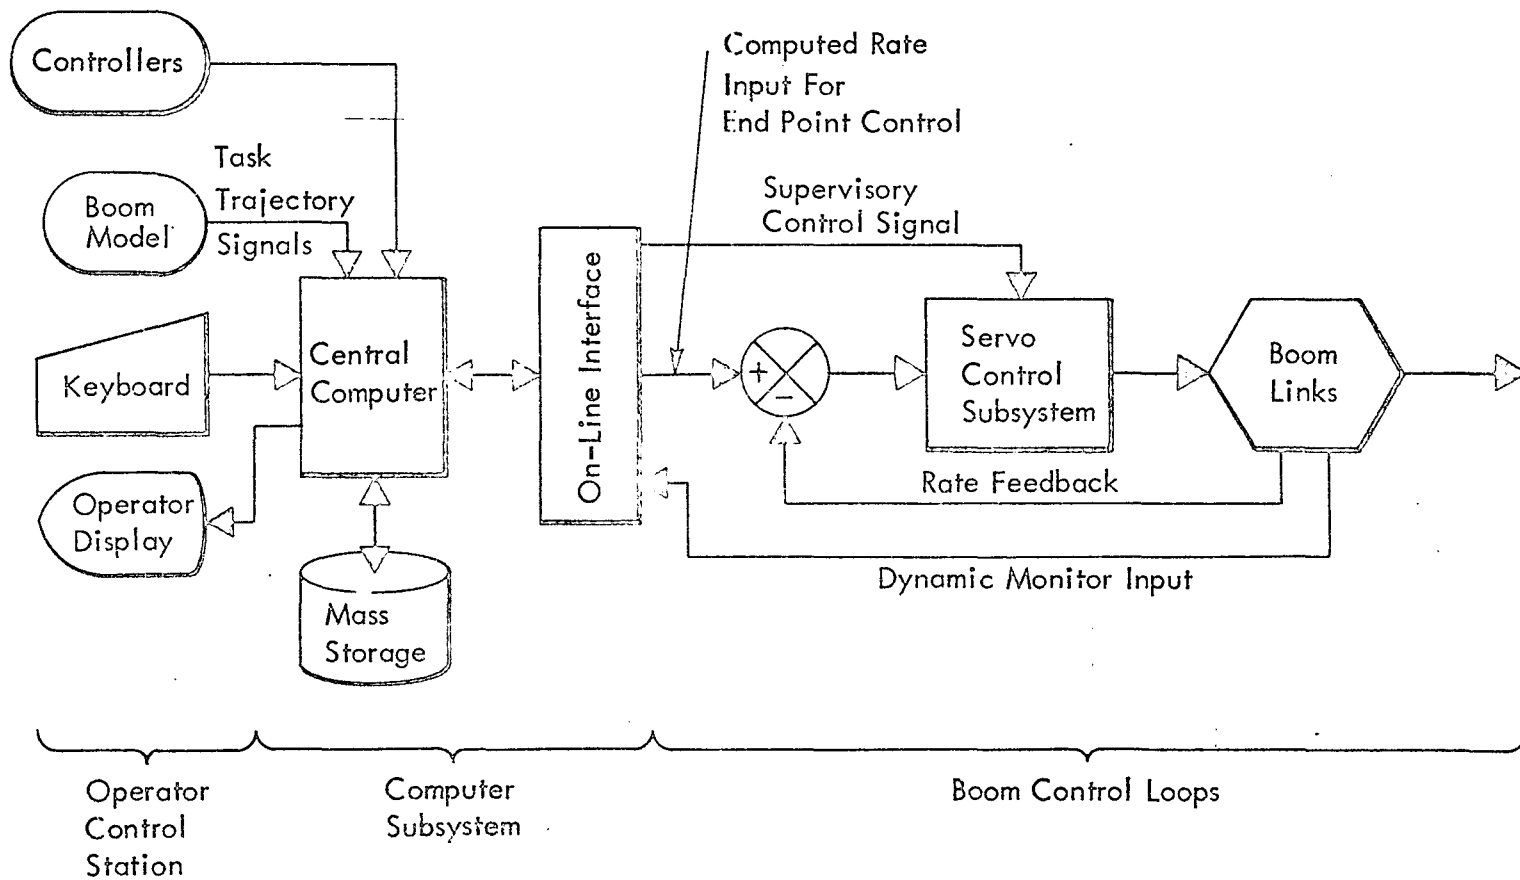 Controllers
Task
Trajectory
Signals
Boom
Model
Keyboard
Operator
Display
Central
Computer
Mass
Storage
On-Line Interface
Computed Rate
Input For
End Point Control
Supervisory
Control Signal
+
-
Servo
Control
Subsystem
Boom
Links
Rate Feedback
Dynamic Monitor Input
Operator
Control
Station
Computer
Subsystem
Boom Control Loops